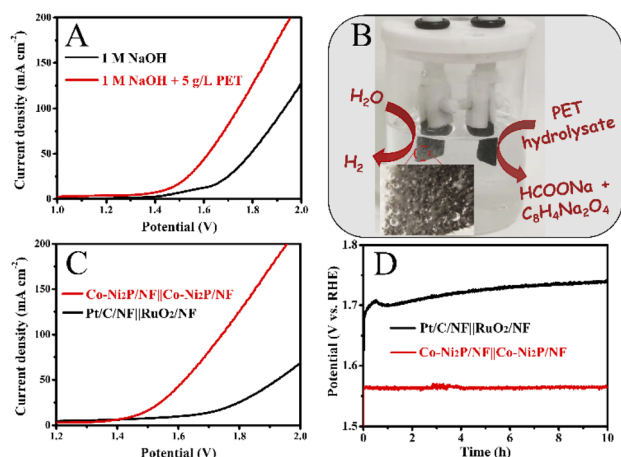 A
200
150
100
50
0
Current density (mA cm⁻²)
1 M NaOH
1 M NaOH + 5 g/L PET
1.0 1.2 1.4 1.6 1.8 2.0
Potential (V)
B
H₂O
H₂
PET
hydrolysate
HCOONa +
C₈H₄Na₂O₄
C
200
150
100
50
0
Current density (mA cm⁻²)
Co-Ni₂P/NF||Co-Ni₂P/NF
Pt/C/NF||RuO₂/NF
1.2 1.4 1.6 1.8 2.0
Potential (V)
D
1.8
1.7
1.6
1.5
Potential (V vs. RHE)
Pt/C/NF||RuO₂/NF
Co-Ni₂P/NF||Co-Ni₂P/NF
0 2 4 6 8 10
Time (h)